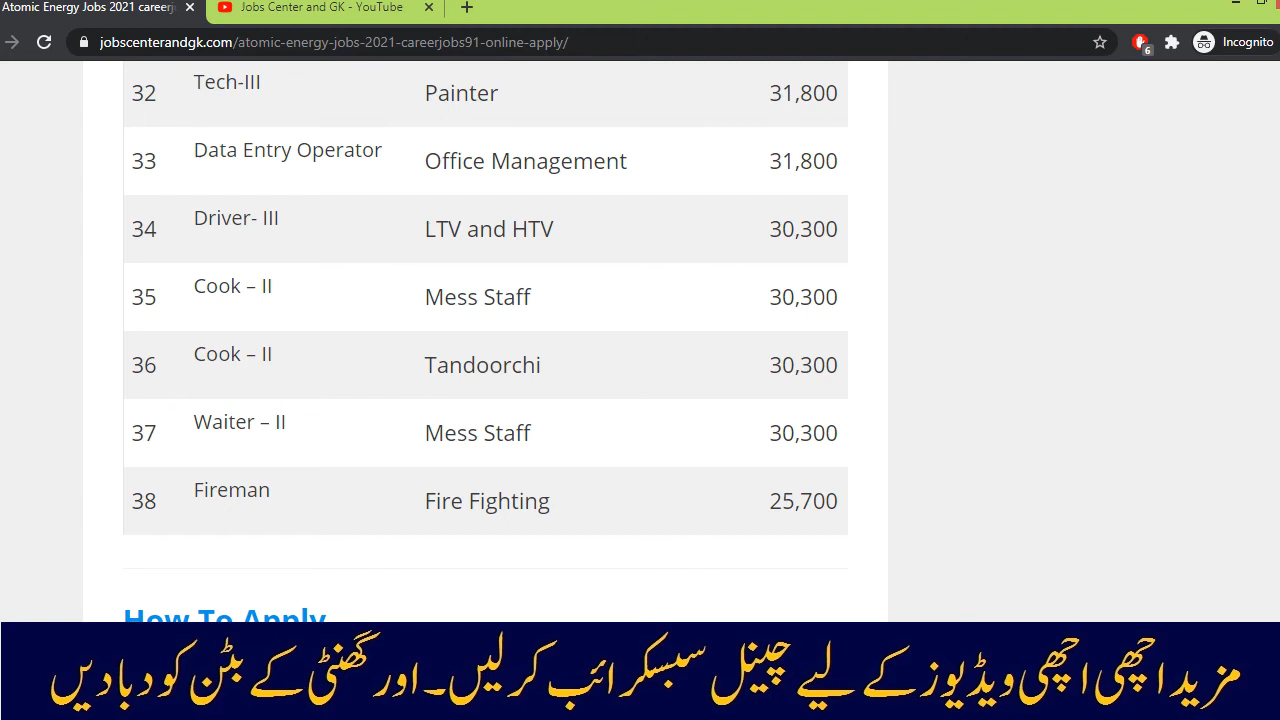 Atomic Energy Jobs 2021 careerj
Jobs Center and GK - YouTube
jobscenterandgk.com/atomic-energy-jobs-2021-careerjobs91-online-apply/
6
Incognito
32 Tech-III Painter 31,800
33 Data Entry Operator Office Management 31,800
34 Driver- III LTV and HTV 30,300
35 Cook – II Mess Staff 30,300
36 Cook – II Tandoorchi 30,300
37 Waiter – II Mess Staff 30,300
38 Fireman Fire Fighting 25,700
How To Apply
مزید اچھی اچھی ویڈیوز کے لیے چینل سبسکرائب کرلیں۔ اور گھنٹی کے بٹن کو دبا دیں